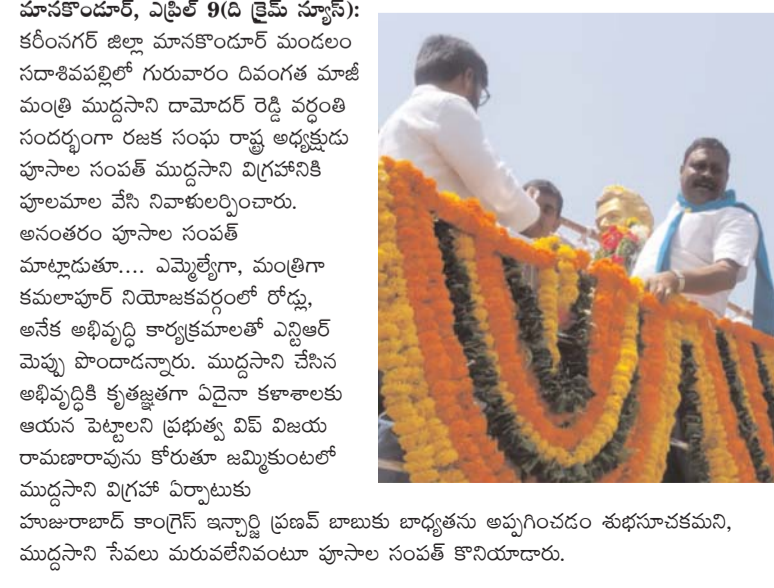 మానకొండూర్, ఎప్రిల్ 9(ది క్రైమ్ న్యూస్):
కరీంనగర్ జిల్లా మానకొండూర్ మండలం
సదాశివపల్లిలో గురువారం దివంగత మాజీ
మంత్రి ముద్దసాని దామోదర్ రెడ్డి వర్ధంతి
సందర్భంగా రజక సంఘ రాష్ట్ర అధ్యక్షుడు
పూసాల సంపత్ ముద్దసాని విగ్రహానికి
పూలమాల వేసి నివాళులర్పించారు.
అనంతరం పూసాల సంపత్
మాట్లాడుతూ.... ఎమ్మెల్యేగా, మంత్రిగా
కమలాపూర్ నియోజకవర్గంలో రోడ్లు,
అనేక అభివృద్ధి కార్యక్రమాలతో ఎన్టిఆర్
మెప్పు పొందాడన్నారు. ముద్దసాని చేసిన
అభివృద్ధికి కృతజ్ఞతగా ఏదైనా కళాశాలకు
ఆయన పెట్టాలని ప్రభుత్వ విప్ విజయ
రామణారావును కోరుతూ జమ్మికుంటలో
ముద్దసాని విగ్రహా ఏర్పాటుకు
హుజురాబాద్ కాంగ్రెస్ ఇన్చార్జి ప్రణవ్ బాబుకు బాధ్యతను అప్పగించడం శుభసూచకమని,
ముద్దసాని సేవలు మరువలేనివంటూ పూసాల సంపత్ కొనియాడారు.